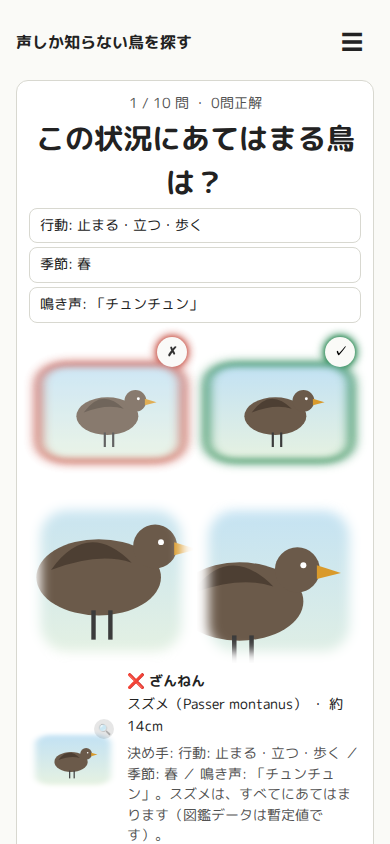 声しか知らない鳥を探す
1 / 10 問 · 0問正解
この状況にあてはまる鳥
は？
行動: 止まる・立つ・歩く
季節: 春
鳴き声: 「チュンチュン」
✗ ✓
❌ ざんねん
スズメ（Passer montanus） · 約
14cm
決め手: 行動: 止まる・立つ・歩く ／
季節: 春 ／ 鳴き声: 「チュンチュ
ン」。スズメは、すべてにあてはま
ります（図鑑データは暫定値で
す）。